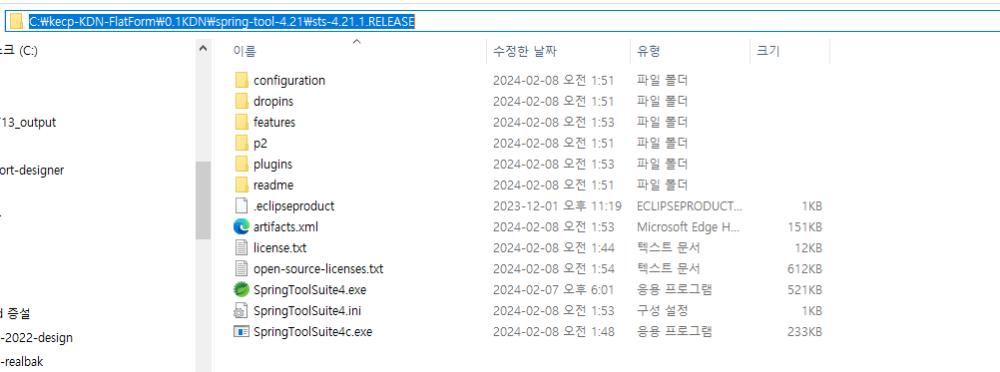 C:\kecp-KDN-FlatForm\0.1KDN\spring-tool-4.21\sts-4.21.1.RELEASE
스크 (C:)
13_output
ort-designer
증설
-2022-design
-realbak
이름 수정한 날짜 유형 크기
configuration 2024-02-08 오전 1:51 파일 폴더
dropins 2024-02-08 오전 1:51 파일 폴더
features 2024-02-08 오전 1:53 파일 폴더
p2 2024-02-08 오전 1:51 파일 폴더
plugins 2024-02-08 오전 1:53 파일 폴더
readme 2024-02-08 오전 1:51 파일 폴더
.eclipseproduct 2023-12-01 오후 11:19 ECLIPSEPRODUCT... 1KB
artifacts.xml 2024-02-08 오전 1:53 Microsoft Edge H... 151KB
license.txt 2024-02-08 오전 1:44 텍스트 문서 12KB
open-source-licenses.txt 2024-02-08 오전 1:54 텍스트 문서 612KB
SpringToolSuite4.exe 2024-02-07 오후 6:01 응용 프로그램 521KB
SpringToolSuite4.ini 2024-02-08 오전 1:53 구성 설정 1KB
SpringToolSuite4c.exe 2024-02-08 오전 1:48 응용 프로그램 233KB